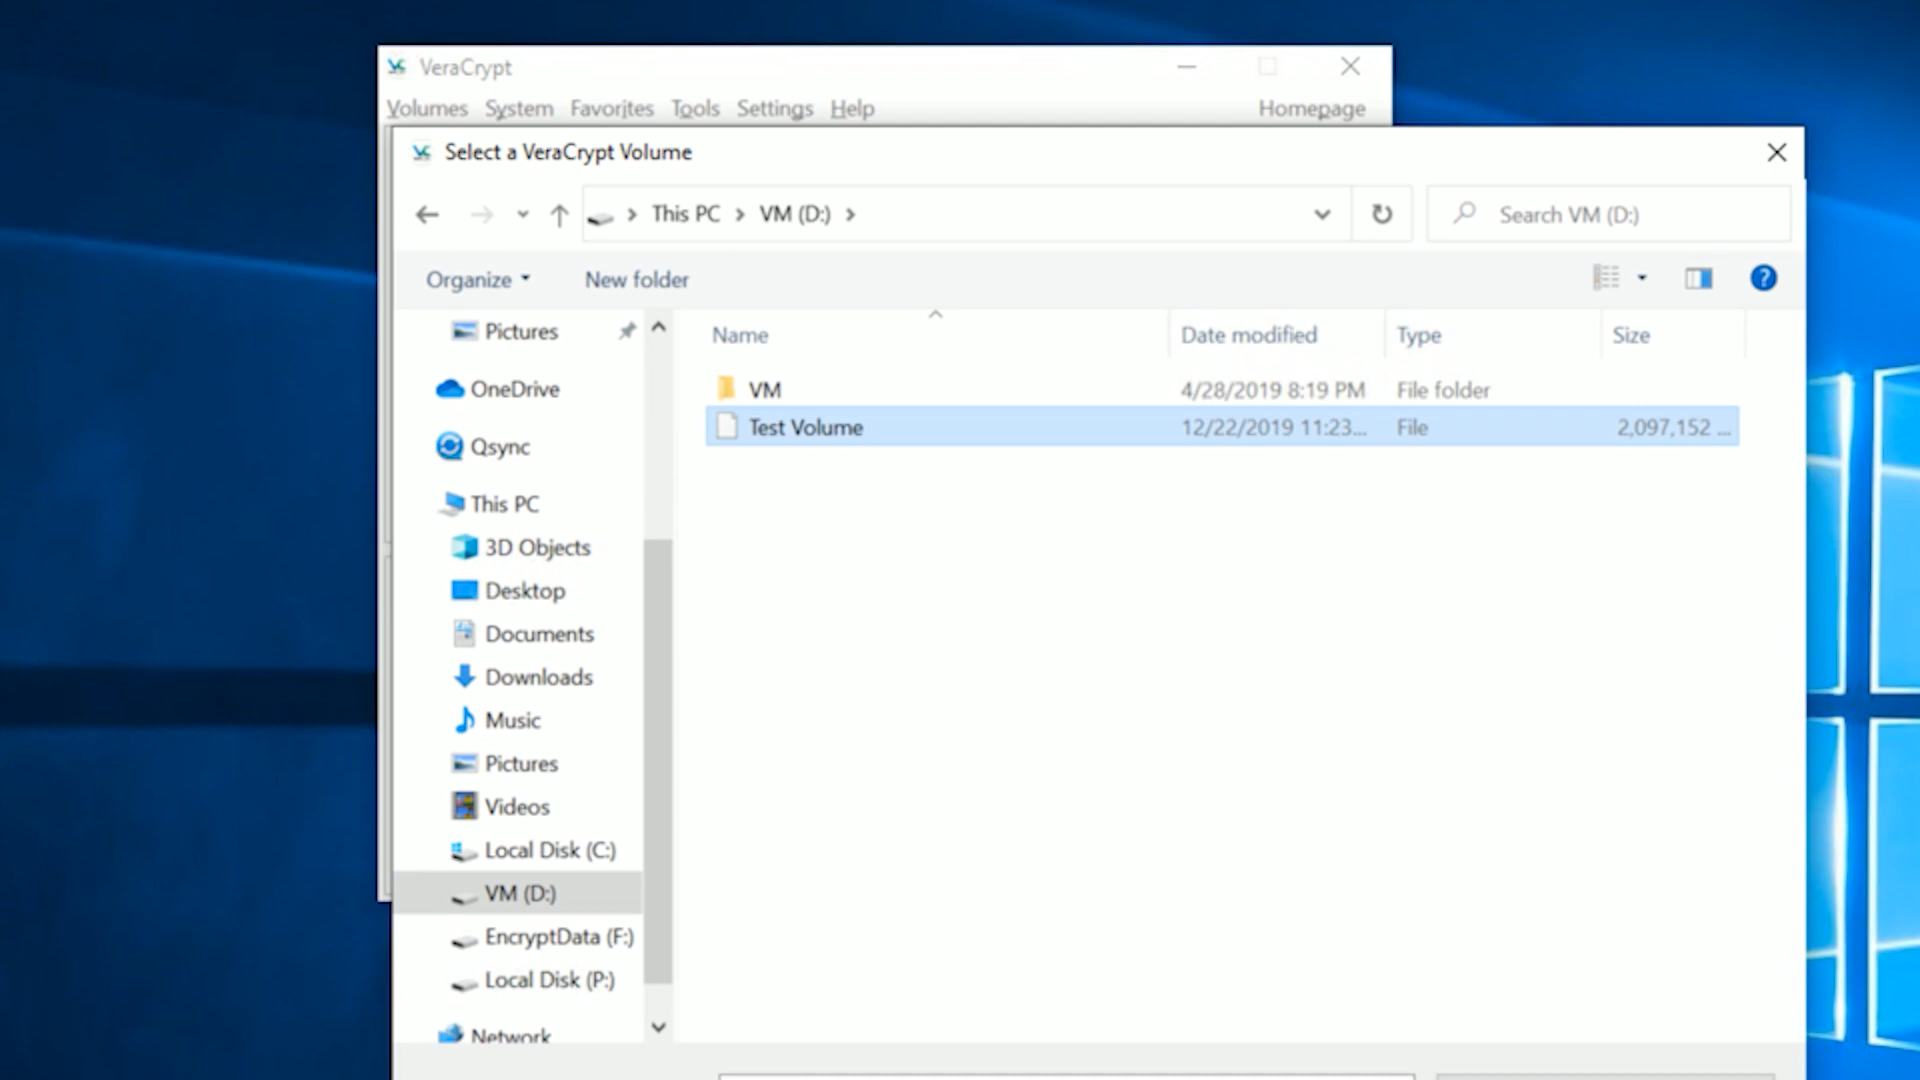 VeraCrypt
Volumes System Favorites Tools Settings Help Homepage
Select a VeraCrypt Volume
This PC VM (D:) Search VM (D:)
Organize New folder
Name Date modified Type Size
VM 4/28/2019 8:19 PM File folder
Test Volume 12/22/2019 11:23... File 2,097,152 ...
Pictures
OneDrive
Qsync
This PC
3D Objects
Desktop
Documents
Downloads
Music
Pictures
Videos
Local Disk (C:)
VM (D:)
EncryptData (F:)
Local Disk (P:)
Network